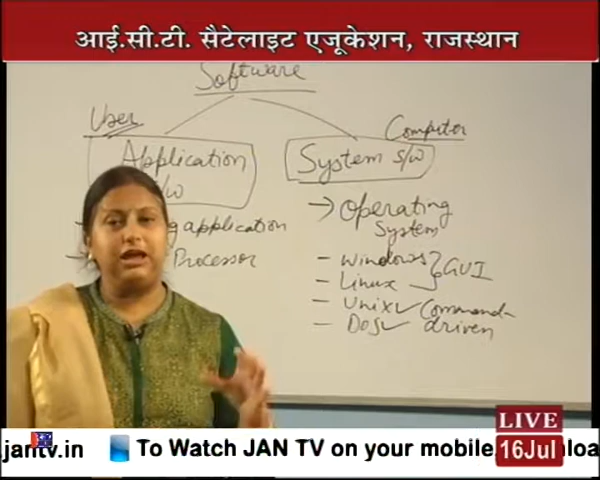 आई.सी.टी. सैटेलाइट एजूकेशन, राजस्थान
Software
User
Computer
Application
S/W
System S/W
→ Operating
System
application
Processor
- Windows
GUI
- Linux
- Unix
Command-
- DOS
driven
jantv.in
To Watch JAN TV on your mobile
LIVE
16Jul